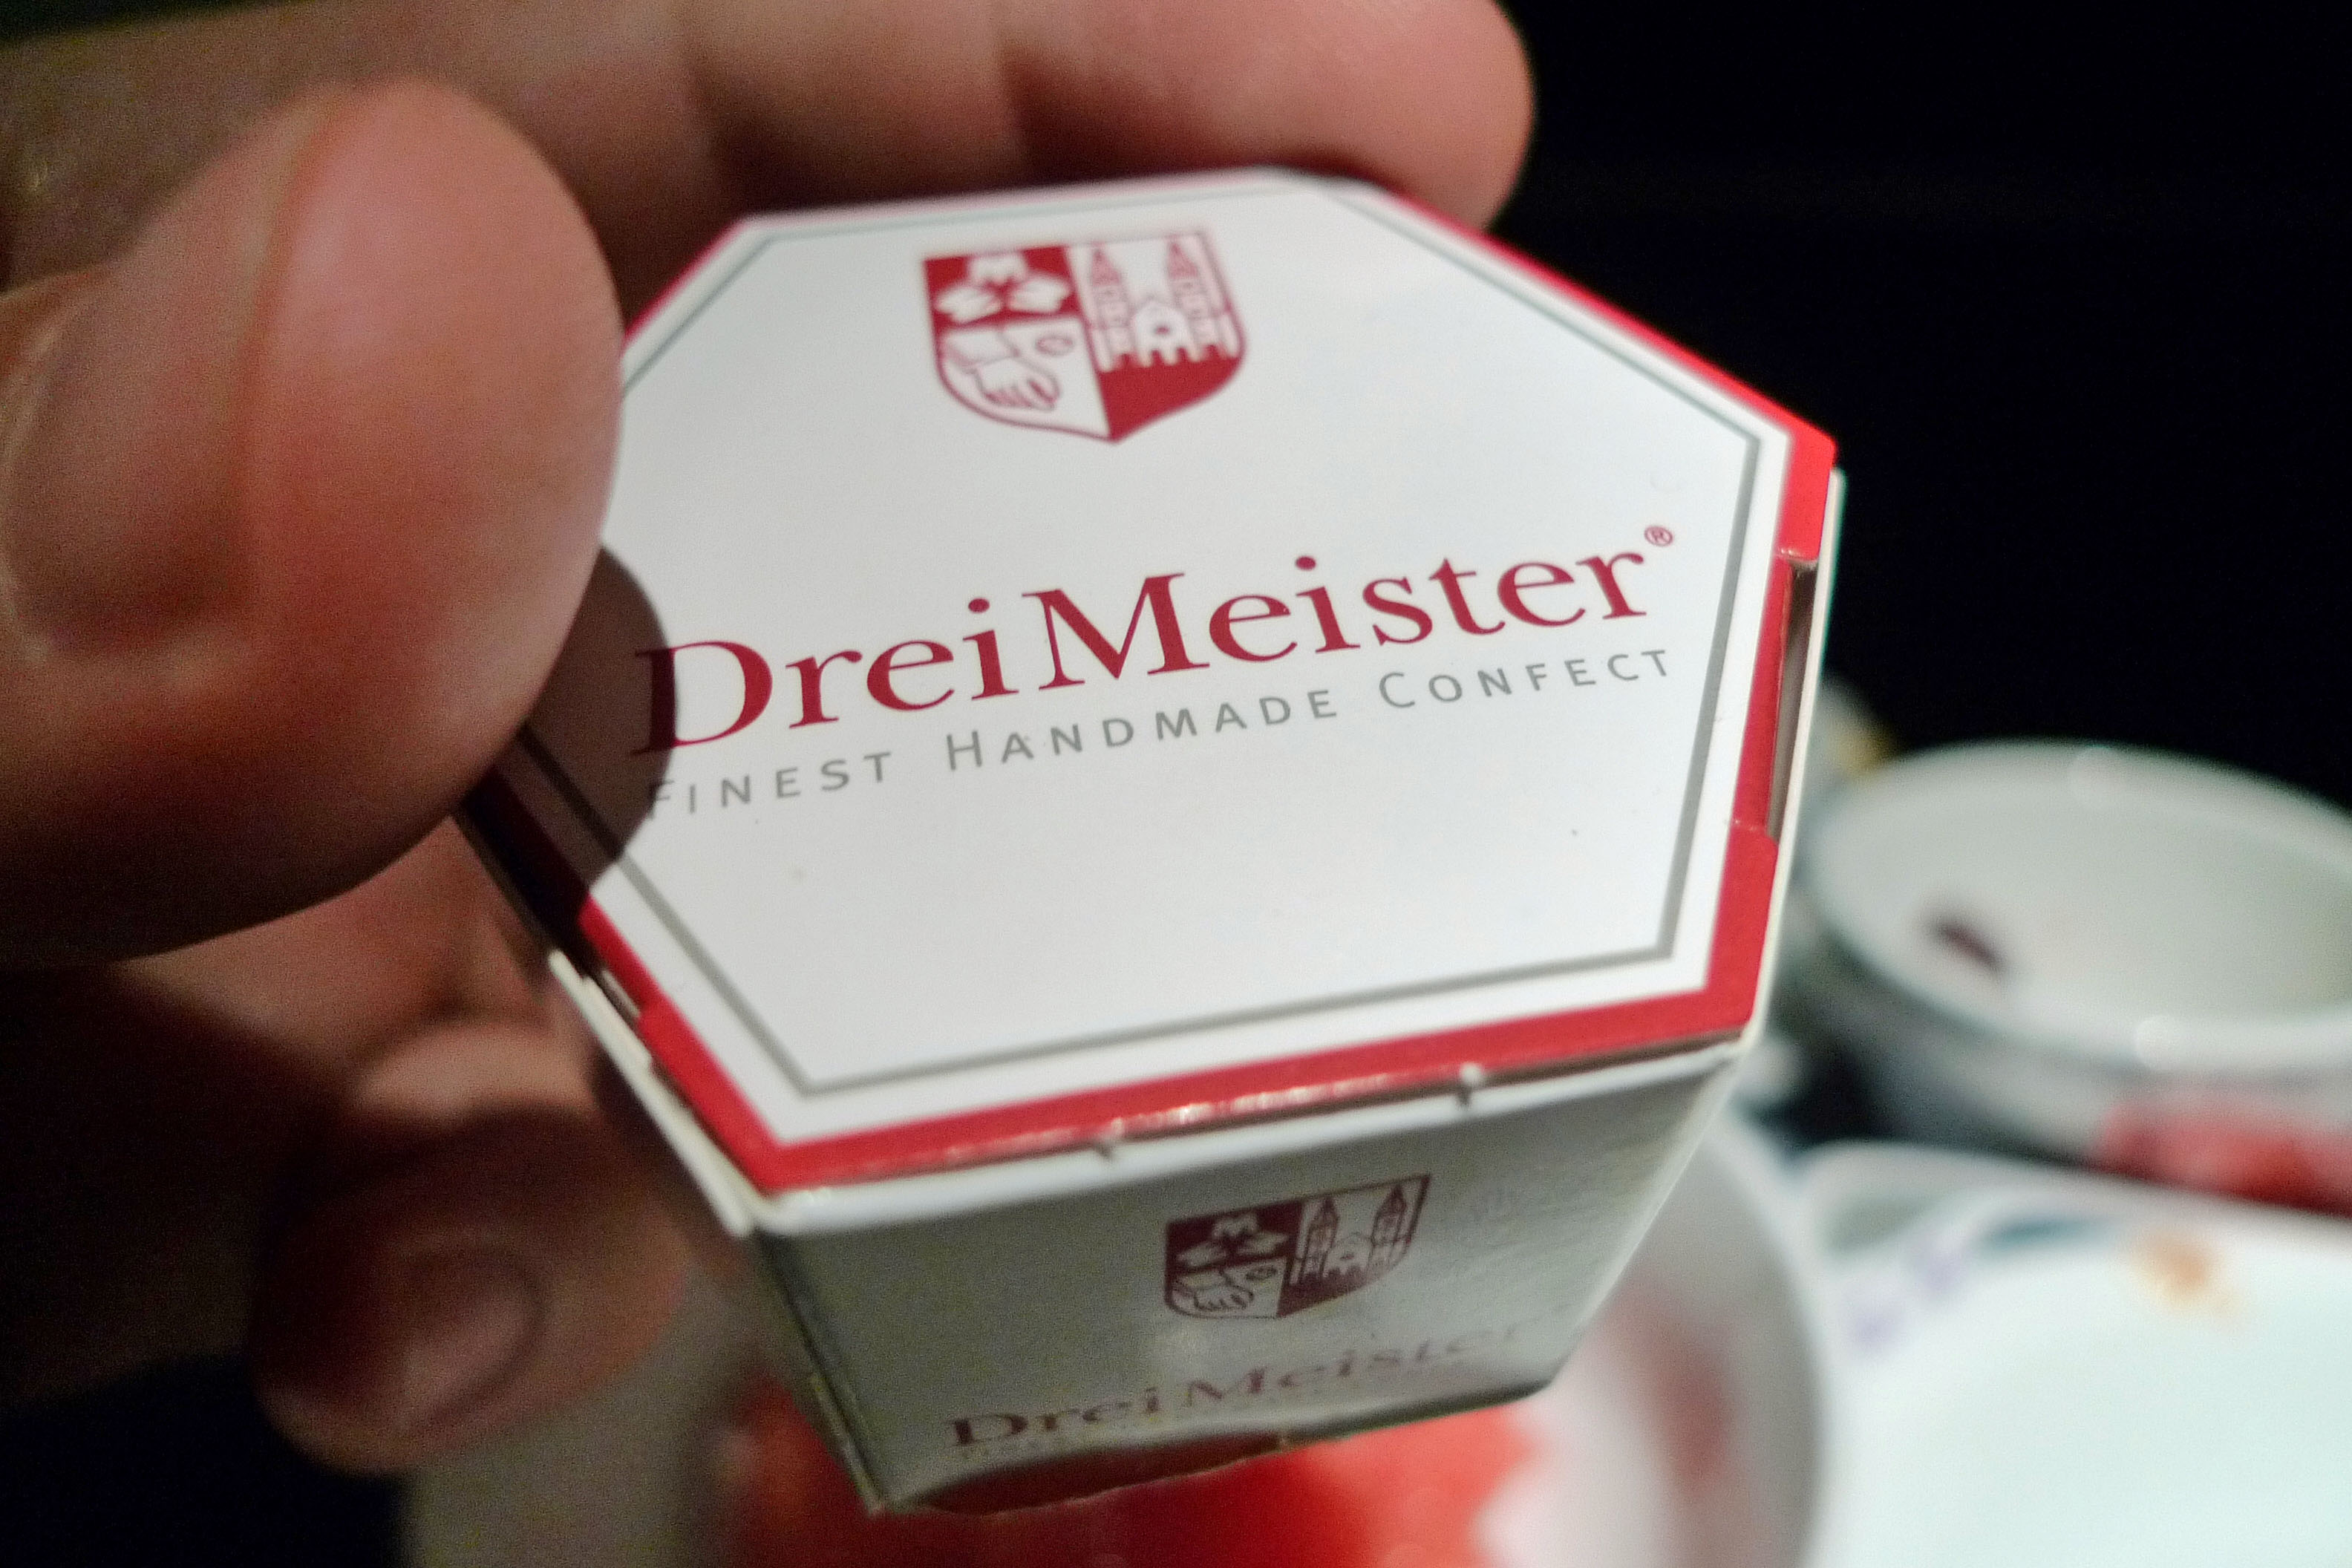 M
DreiMeister®
FINEST HANDMADE CONFECT
M
DreiMeister